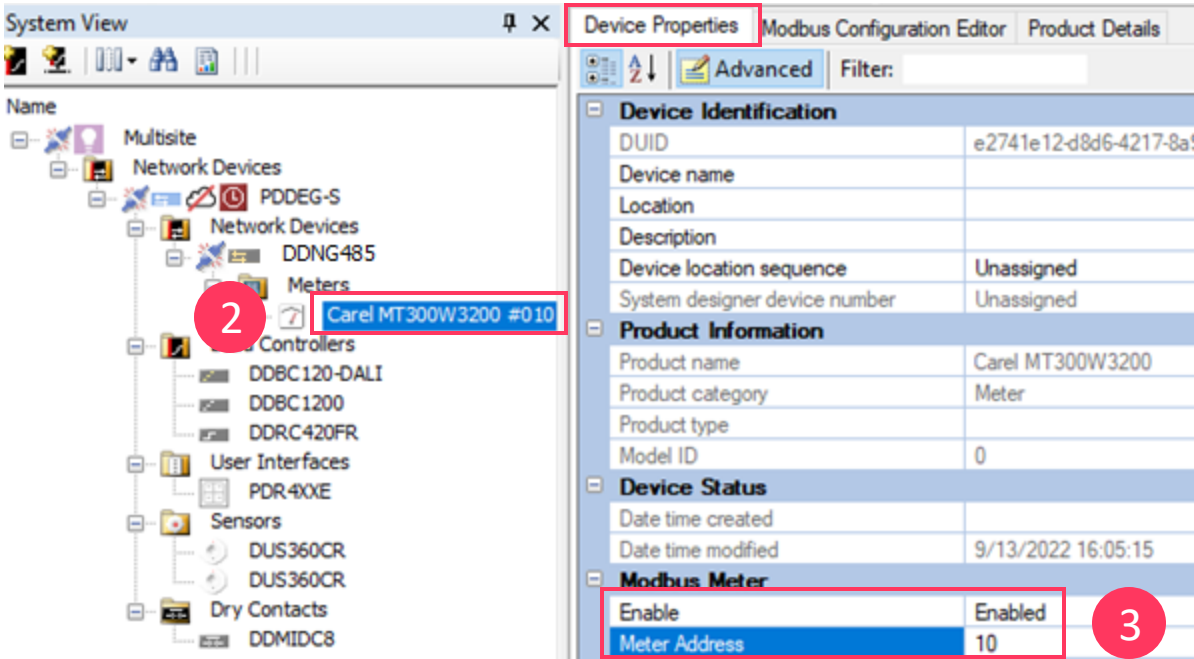 System View
Name
Multisite
Network Devices
PDDEG-S
Network Devices
DDNG485
Meters
2
Carel MT300W3200 #010
Controllers
DDBC120-DALI
DDBC1200
DDRC420FR
User Interfaces
PDR4XXE
Sensors
DUS360CR
DUS360CR
Dry Contacts
DDMIDC8
Device Properties Modbus Configuration Editor Product Details
Advanced Filter:
Device Identification
DUID e2741e12-d8d6-4217-8a
Device name
Location
Description
Device location sequence Unassigned
System designer device number Unassigned
Product Information
Product name Carel MT300W3200
Product category Meter
Product type
Model ID 0
Device Status
Date time created
Date time modified 9/13/2022 16:05:15
Modbus Meter
Enable Enabled
Meter Address 10
3